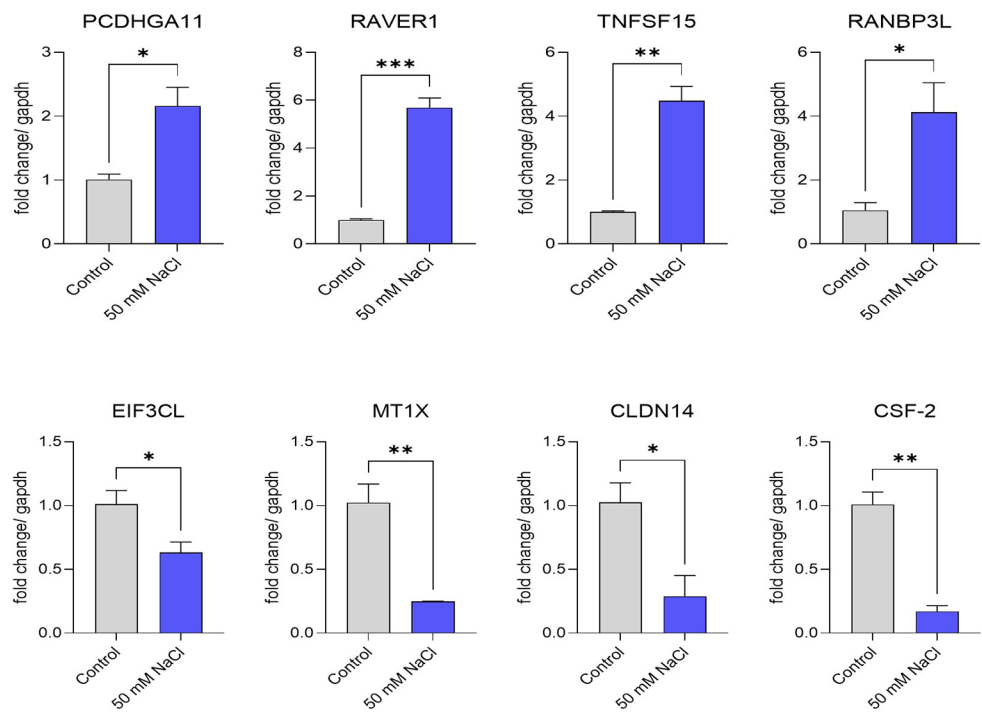 PCDHGA11
*
fold change/ gapdh
3
2
1
0
Control
50 mM NaCl
RAVER1
***
fold change/ gapdh
8
6
4
2
0
Control
50 mM NaCl
TNFSF15
**
fold change/ gapdh
6
4
2
0
Control
50 mM NaCl
RANBP3L
*
fold change/ gapdh
6
4
2
0
Control
50 mM NaCl
EIF3CL
*
fold change/ gapdh
1.5
1.0
0.5
0.0
Control
50 mM NaCl
MT1X
**
fold change/ gapdh
1.5
1.0
0.5
0.0
Control
50 mM NaCl
CLDN14
*
fold change/ gapdh
1.5
1.0
0.5
0.0
Control
50 mM NaCl
CSF-2
**
fold change/ gapdh
1.5
1.0
0.5
0.0
Control
50 mM NaCl